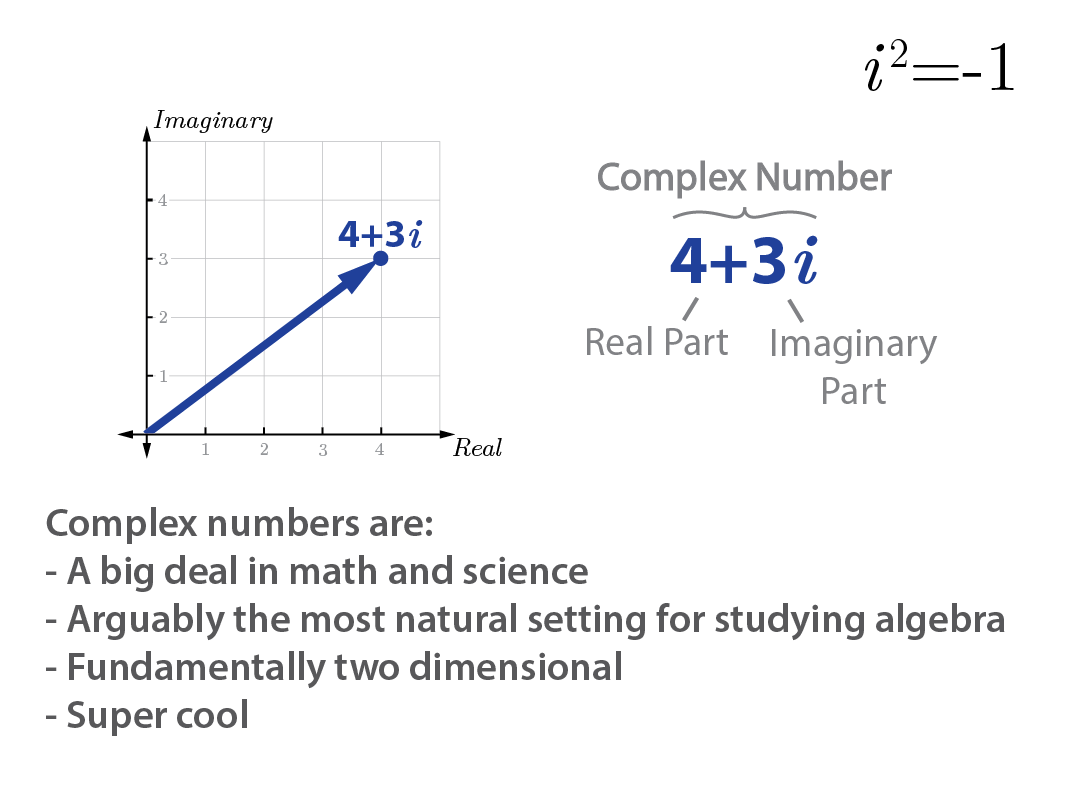 i²=-1
Imaginary
4
3
2
1
4+3i
1 2 3 4
Real
Complex Number
4+3i
Real Part
Imaginary
Part
Complex numbers are:
- A big deal in math and science
- Arguably the most natural setting for studying algebra
- Fundamentally two dimensional
- Super cool